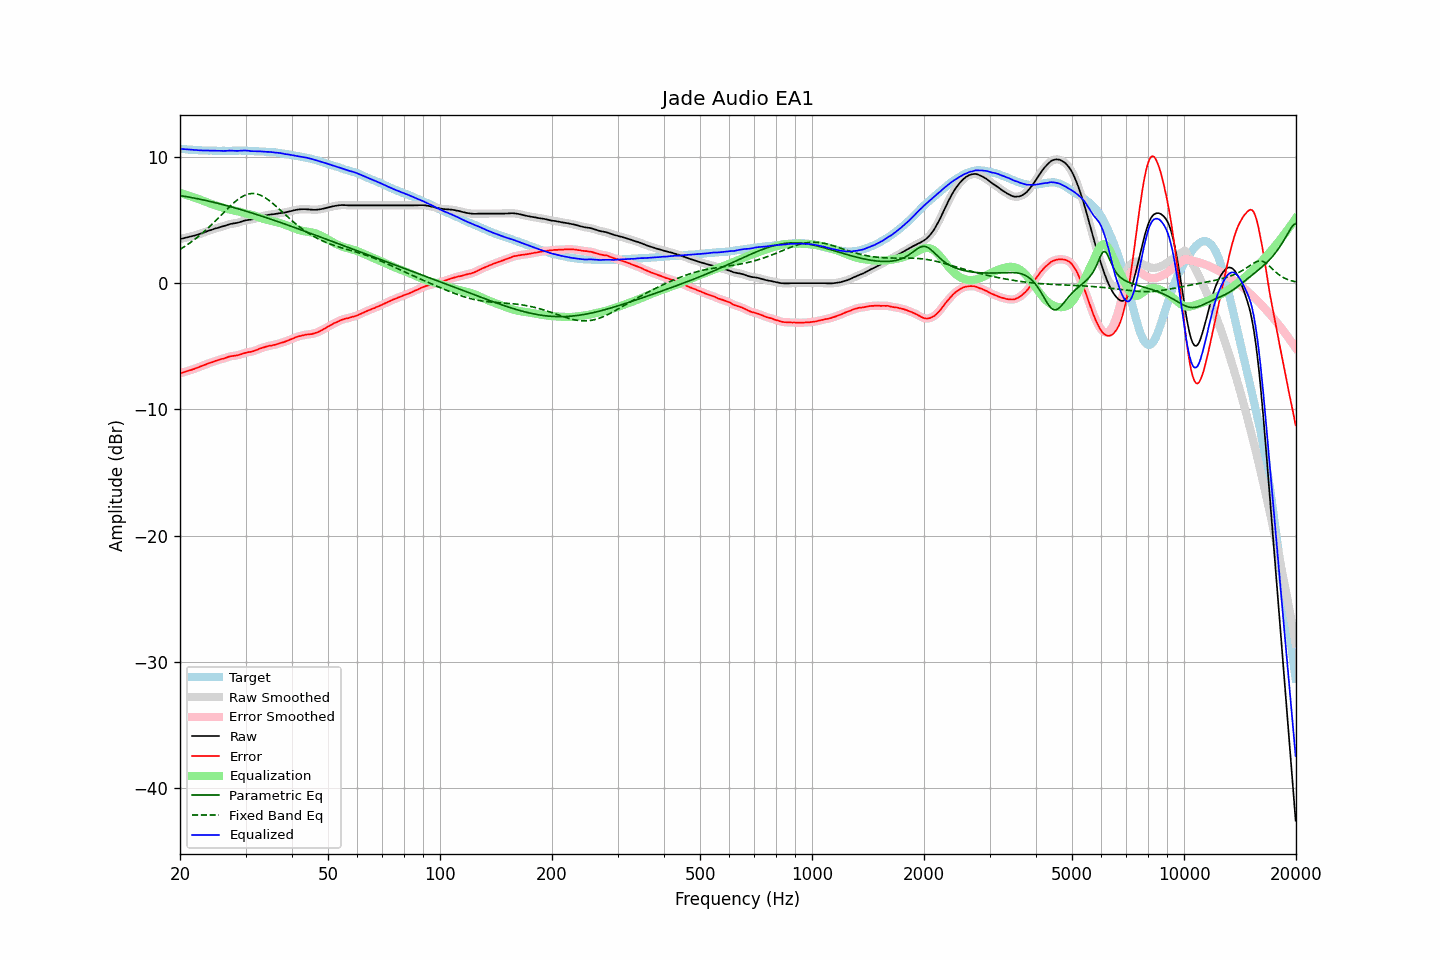 Jade Audio EA1
Amplitude (dBr)
10
0
−10
−20
−30
−40
Target
Raw Smoothed
Error Smoothed
Raw
Error
Equalization
Parametric Eq
Fixed Band Eq
Equalized
20 50 100 200 500 1000 2000 5000 10000 20000
Frequency (Hz)